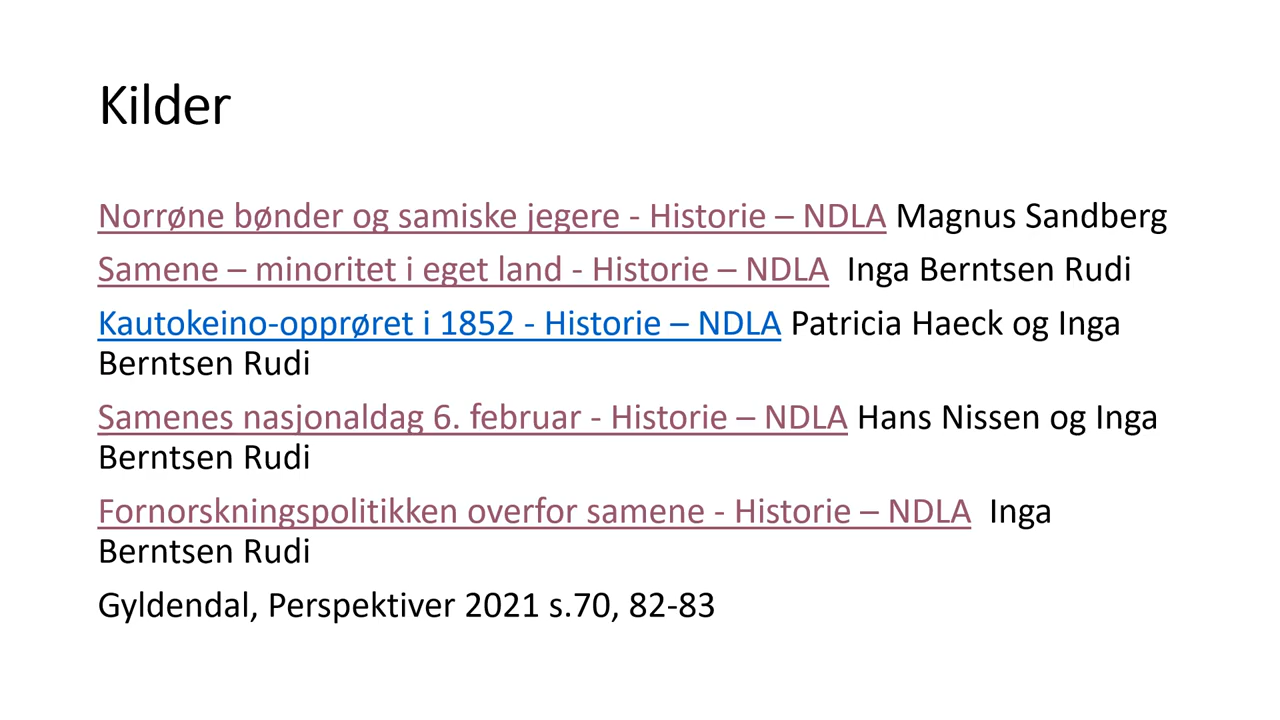 Kilder
Norrøne bønder og samiske jegere - Historie – NDLA Magnus Sandberg
Samene – minoritet i eget land - Historie – NDLA  Inga Berntsen Rudi
Kautokeino-opprøret i 1852 - Historie – NDLA Patricia Haeck og Inga
Berntsen Rudi
Samenes nasjonaldag 6. februar - Historie – NDLA Hans Nissen og Inga
Berntsen Rudi
Fornorskningspolitikken overfor samene - Historie – NDLA  Inga
Berntsen Rudi
Gyldendal, Perspektiver 2021 s.70, 82-83